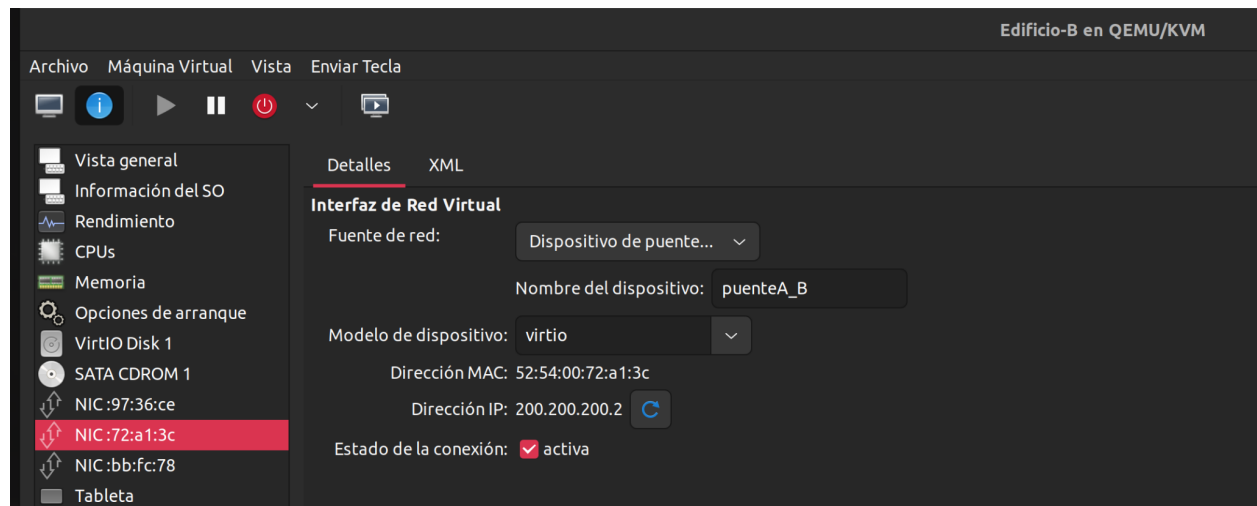 Edificio-B en QEMU/KVM
Archivo Máquina Virtual Vista Enviar Tecla
Vista general
Información del SO
Rendimiento
CPUs
Memoria
Opciones de arranque
VirtIO Disk 1
SATA CDROM 1
NIC :97:36:ce
NIC :72:a1:3c
NIC :bb:fc:78
Tableta
Detalles XML
Interfaz de Red Virtual
Fuente de red: Dispositivo de puente...
Nombre del dispositivo: puenteA_B
Modelo de dispositivo: virtio
Dirección MAC: 52:54:00:72:a1:3c
Dirección IP: 200.200.200.2
Estado de la conexión: activa